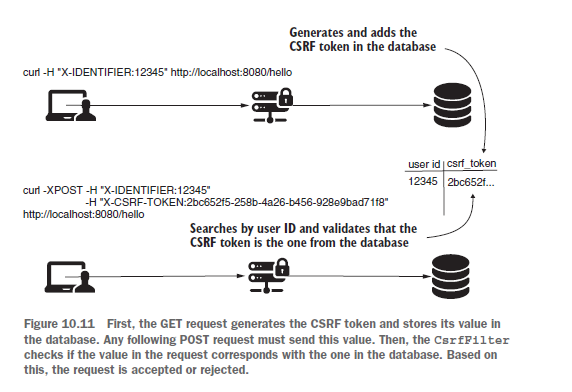 Generates and adds the
CSRF token in the database
curl -H "X-IDENTIFIER:12345" http://localhost:8080/hello
user id csrf_token
12345 2bc652f...
curl -XPOST -H "X-IDENTIFIER:12345"
-H "X-CSRF-TOKEN:2bc652f5-258b-4a26-b456-928e9bad71f8"
http://localhost:8080/hello
Searches by user ID and validates that the
CSRF token is the one from the database
Figure 10.11 First, the GET request generates the CSRF token and stores its value in
the database. Any following POST request must send this value. Then, the CsrfFilter
checks if the value in the request corresponds with the one in the database. Based on
this, the request is accepted or rejected.